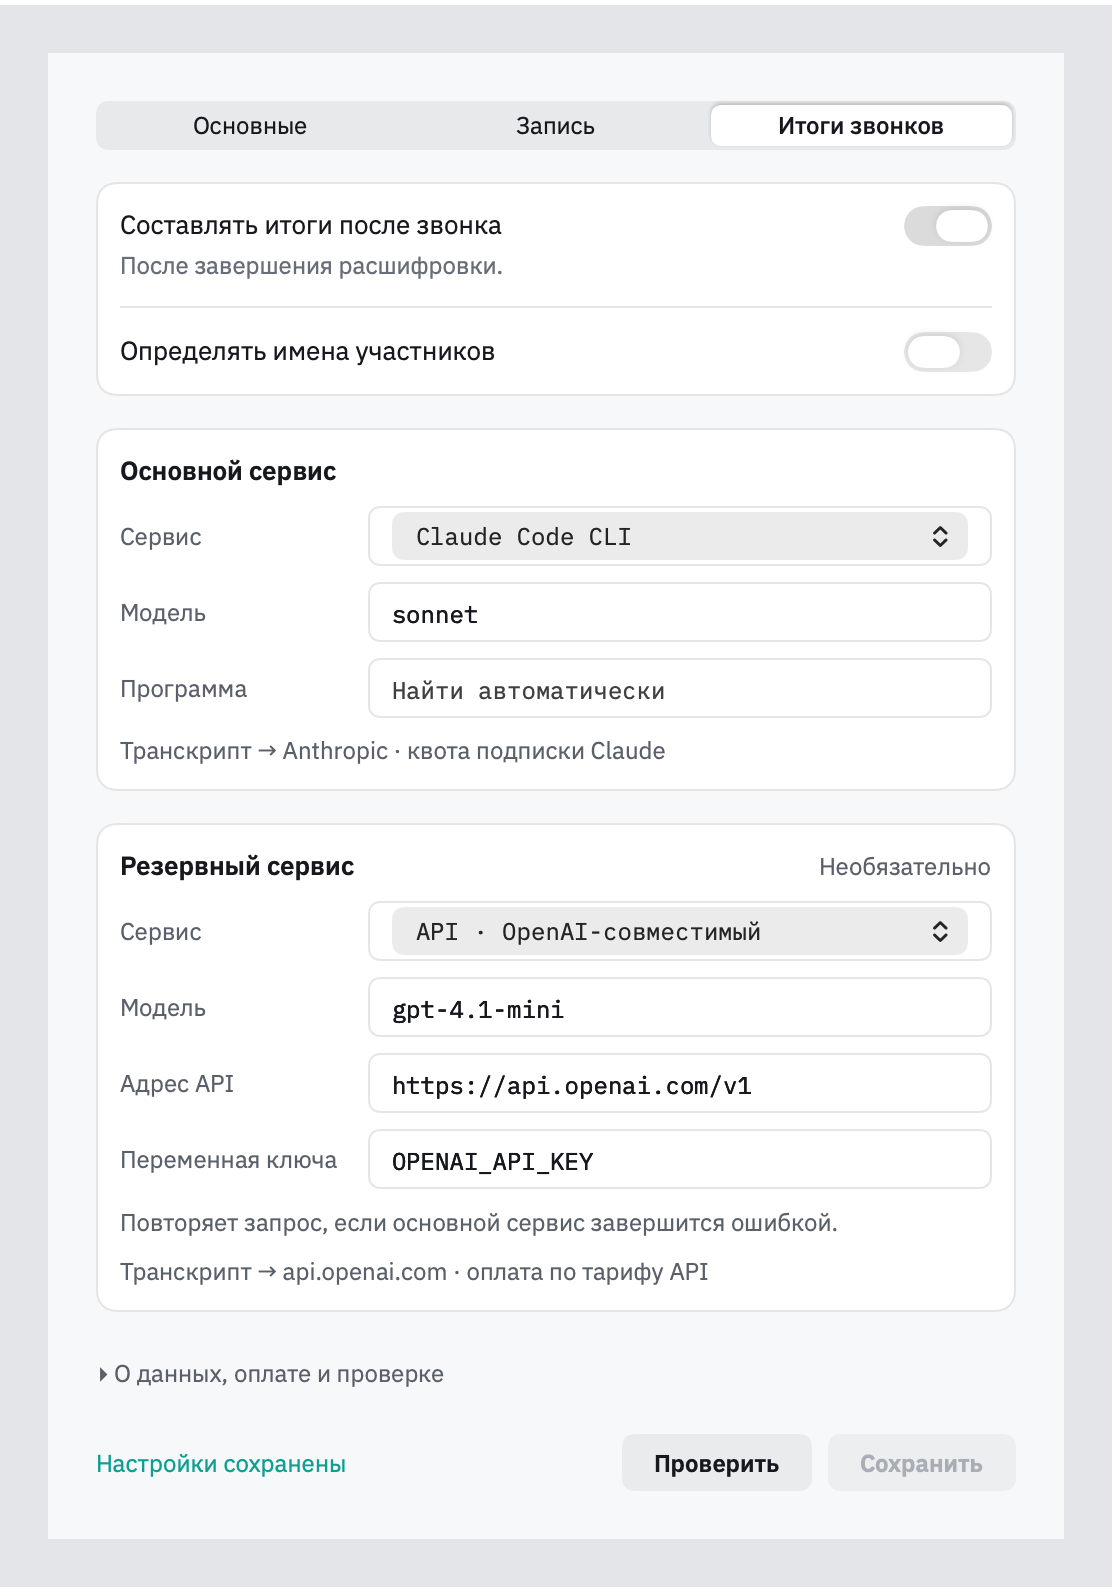 Основные
Запись
Итоги звонков
Составлять итоги после звонка
После завершения расшифровки.
Определять имена участников
Основной сервис
Сервис
Claude Code CLI
Модель
sonnet
Программа
Найти автоматически
Транскрипт → Anthropic · квота подписки Claude
Резервный сервис
Необязательно
Сервис
API · OpenAI-совместимый
Модель
gpt-4.1-mini
Адрес API
https://api.openai.com/v1
Переменная ключа
OPENAI_API_KEY
Повторяет запрос, если основной сервис завершится ошибкой.
Транскрипт → api.openai.com · оплата по тарифу API
О данных, оплате и проверке
Настройки сохранены
Проверить
Сохранить